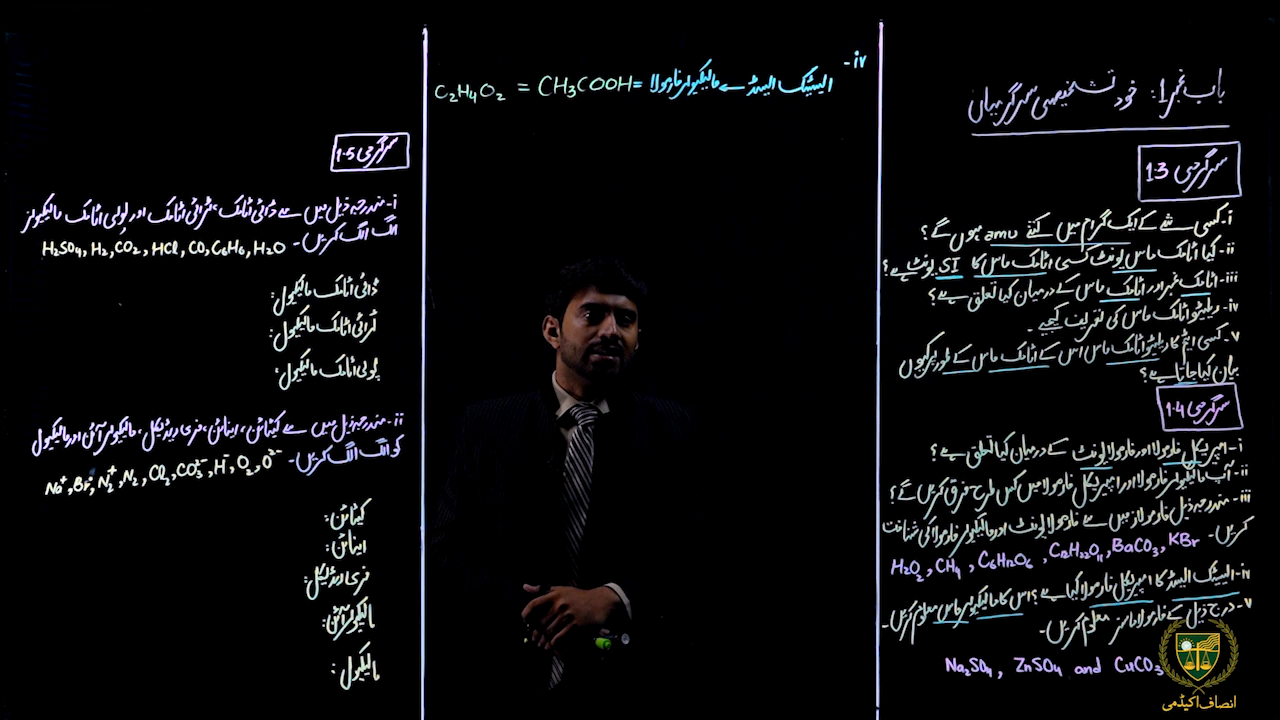 باب نمبر 1: خود تشخیصی سرگرمیاں
سرگرمی 1.3
i- کسی شے کے ایک گرام میں کتنے amu ہوں گے؟
ii- کیا اٹامک ماس یونٹ کسی اٹامک ماس کا SI یونٹ ہے؟
iii- اٹامک نمبر اور اٹامک ماس کے درمیان کیا تعلق ہے؟
iv- ریلیٹو اٹامک ماس کی تعریف کیجیے۔
v- کسی ایٹم کا ریلیٹو اٹامک ماس اس کے اٹامک ماس کے طور پر کیوں
بیان کیا جاتا ہے؟
سرگرمی 1.4
i- امپیریکل فارمولا اور فارمولا یونٹ کے درمیان کیا تعلق ہے؟
ii- آپ مالیکیولر فارمولا اور امپیریکل فارمولا میں کس طرح فرق کریں گے؟
iii- مندرجہ ذیل فارمولاز میں سے فارمولا یونٹ اور مالیکیولر فارمولا کی شناخت
کریں۔
H2O2, CH4, C6H12O6, C12H22O11, BaCO3, KBr
iv- ایسیٹک ایسڈ کا امپیریکل فارمولا کیا ہے؟ اس کا مالیکیولر ماس معلوم کریں۔
v- درج ذیل کے فارمولا ماسز معلوم کریں۔
Na2SO4, ZnSO4 and CuCO3
iv- ایسیٹک ایسڈ ← مالیکیولر فارمولا = CH3COOH = C2H4O2
سرگرمی 1.5
i- مندرجہ ذیل میں سے ڈائی اٹامک، ٹرائی اٹامک اور پولی اٹامک مالیکیولز
الگ الگ کریں۔ H2SO4, H2, CO2, HCl, CO, C6H6, H2O
ڈائی اٹامک مالیکیول:
ٹرائی اٹامک مالیکیول:
پولی اٹامک مالیکیول:
ii- مندرجہ ذیل میں سے کیٹائن، اینائن، فری ریڈیکل، مالیکیولر آئن اور مالیکیول
کو الگ الگ کریں۔ Na⁺, Br, N2⁺, N2, Cl2, CO3²⁻, H⁻, O2, O²⁻
کیٹائن:
اینائن:
فری ریڈیکل:
مالیکیولر آئن:
مالیکیول:
انصاف اکیڈمی